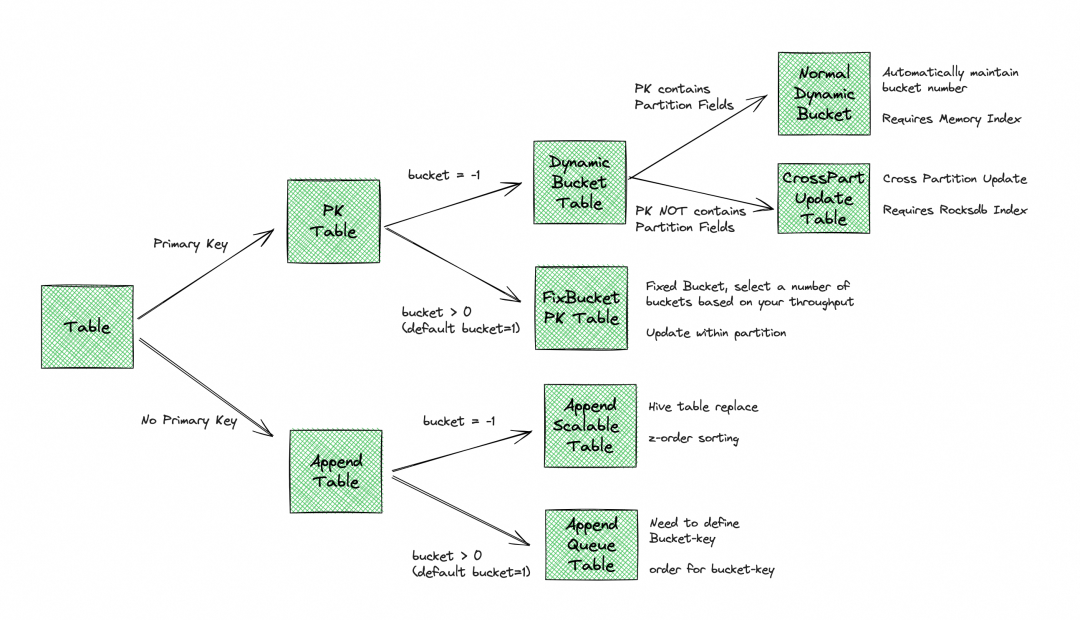 Table
Primary Key
No Primary Key
PK
Table
bucket = -1
bucket > 0
(default bucket=1)
Dynamic
Bucket
Table
PK contains
Partition Fields
PK NOT contains
Partition Fields
Normal
Dynamic
Bucket
Automatically maintain
bucket number
Requires Memory Index
CrossPart
Update
Table
Cross Partition Update
Requires Rocksdb Index
FixBucket
PK Table
Fixed Bucket, select a number of
buckets based on your throughput
Update within partition
Append
Table
bucket = -1
bucket > 0
(default bucket=1)
Append
Scalable
Table
Hive table replace
z-order sorting
Append
Queue
Table
Need to define
Bucket-key
order for bucket-key